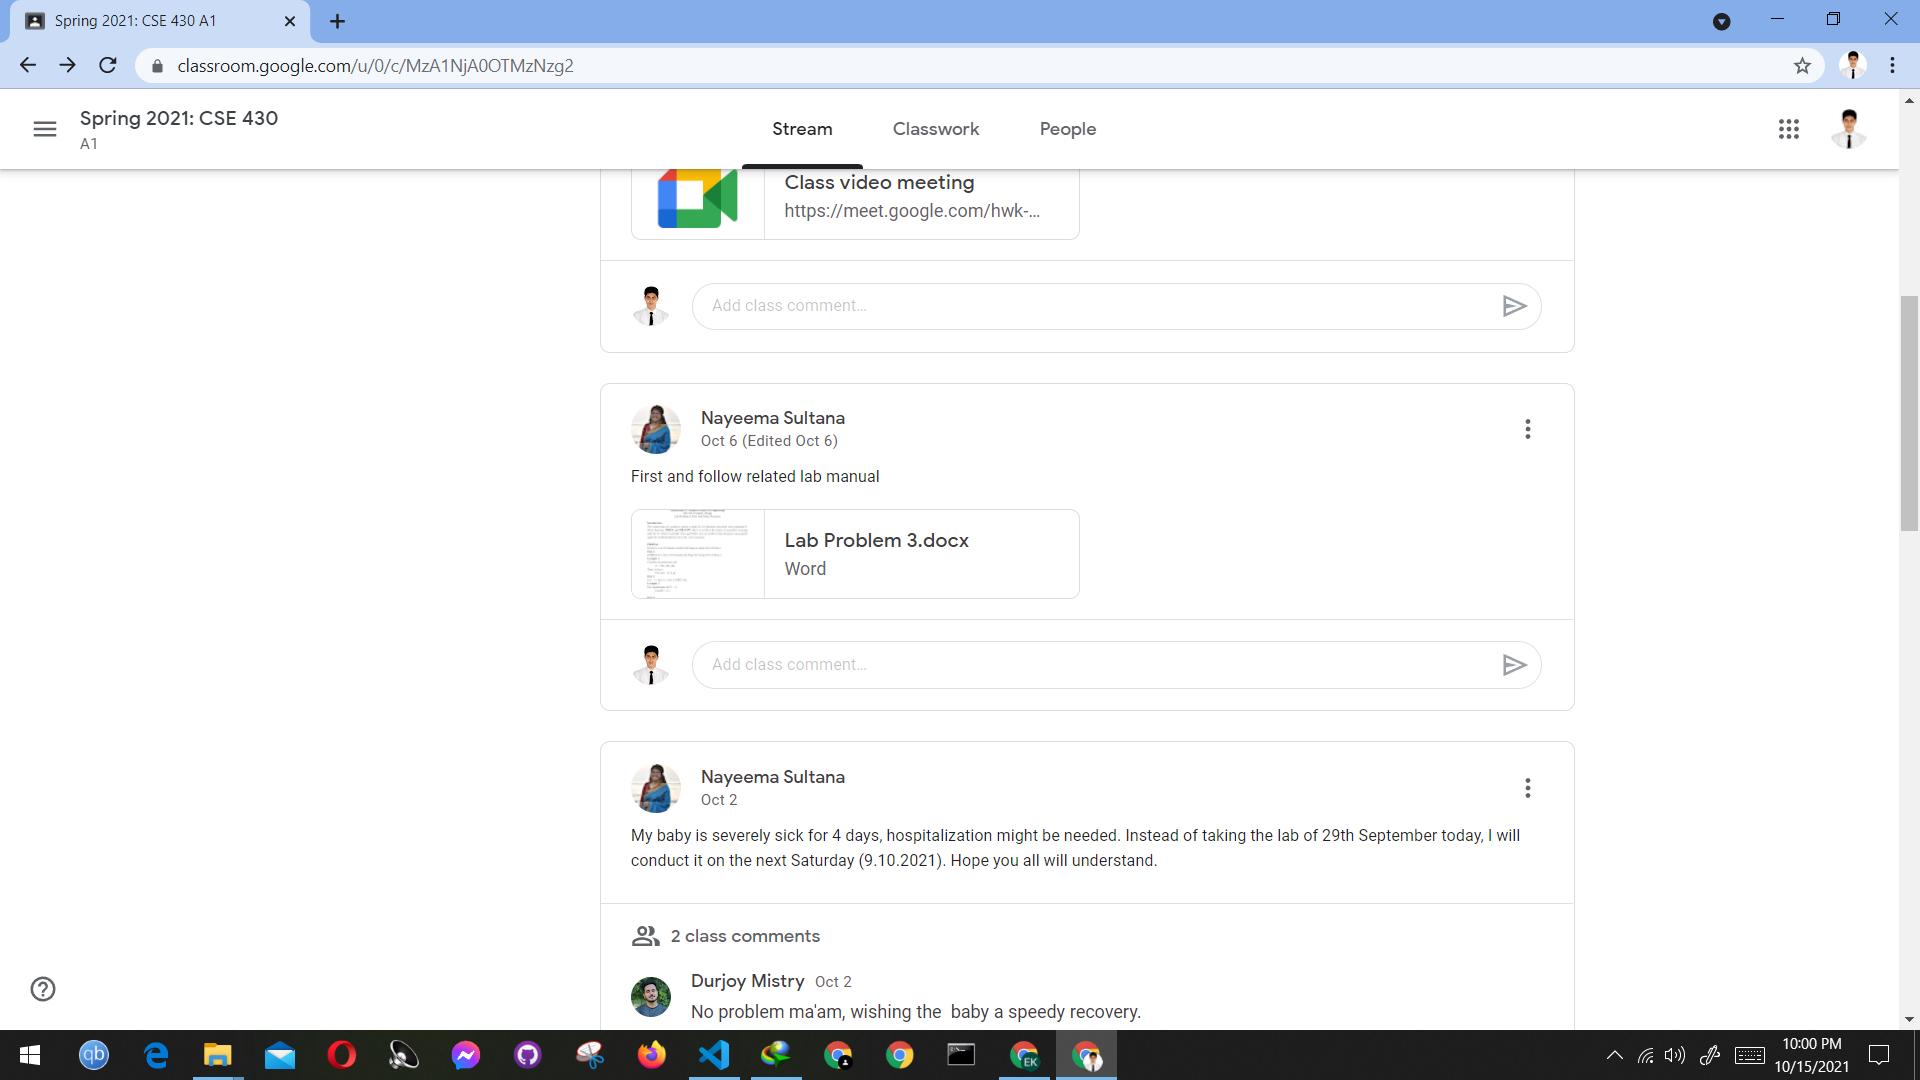 Spring 2021: CSE 430 A1
classroom.google.com/u/0/c/MzA1NjA0OTMzNzg2
Spring 2021: CSE 430
A1
Stream
Classwork
People
Class video meeting
https://meet.google.com/hwk-...
Add class comment...
Nayeema Sultana
Oct 6 (Edited Oct 6)
First and follow related lab manual
Lab Problem 3.docx
Word
Add class comment...
Nayeema Sultana
Oct 2
My baby is severely sick for 4 days, hospitalization might be needed. Instead of taking the lab of 29th September today, I will
conduct it on the next Saturday (9.10.2021). Hope you all will understand.
2 class comments
Durjoy Mistry Oct 2
No problem ma'am, wishing the  baby a speedy recovery.
qb
EK
10:00 PM
10/15/2021